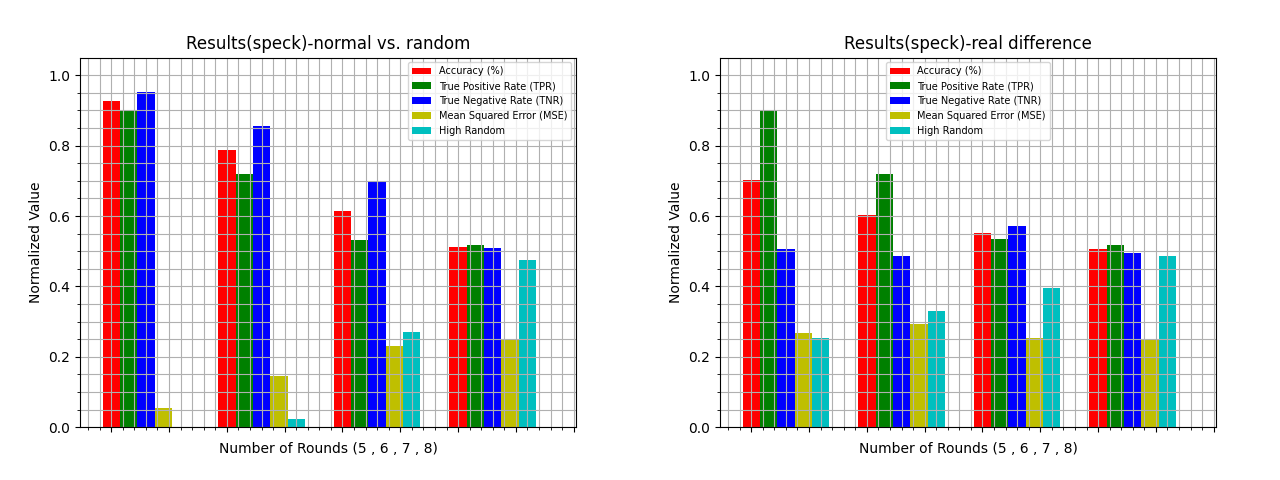 Results(speck)-normal vs. random
1.0
0.8
0.6
0.4
0.2
0.0
Normalized Value
Accuracy (%)
True Positive Rate (TPR)
True Negative Rate (TNR)
Mean Squared Error (MSE)
High Random
Number of Rounds (5 , 6 , 7 , 8)
Results(speck)-real difference
1.0
0.8
0.6
0.4
0.2
0.0
Normalized Value
Accuracy (%)
True Positive Rate (TPR)
True Negative Rate (TNR)
Mean Squared Error (MSE)
High Random
Number of Rounds (5 , 6 , 7 , 8)